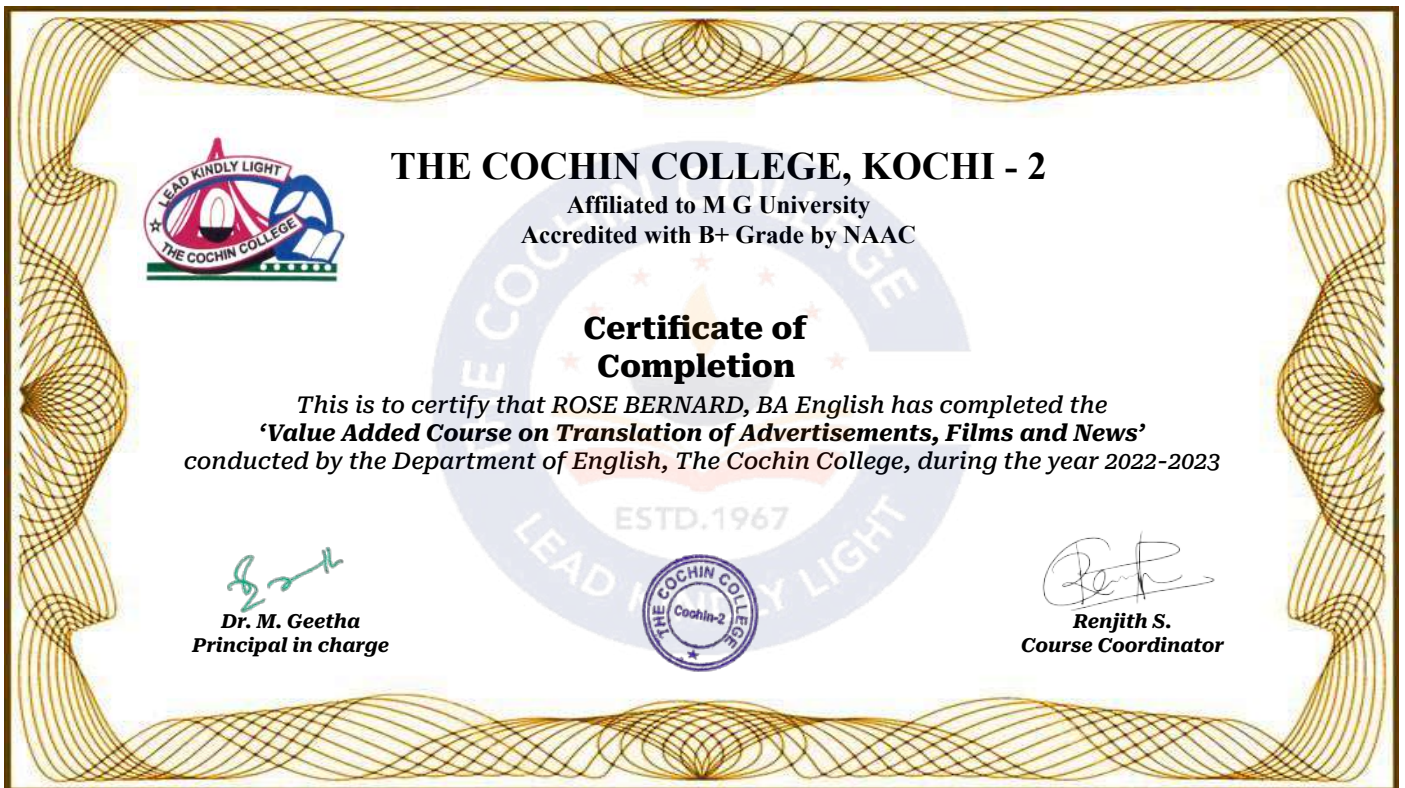 LEAD KINDLY LIGHT
THE COCHIN COLLEGE
THE COCHIN COLLEGE, KOCHI - 2
Affiliated to M G University
Accredited with B+ Grade by NAAC
THE COCHIN COLLEGE
Certificate of
Completion
This is to certify that ROSE BERNARD, BA English has completed the
‘Value Added Course on Translation of Advertisements, Films and News’
conducted by the Department of English, The Cochin College, during the year 2022-2023
ESTD.1967
LEAD KINDLY LIGHT
THE COCHIN COLLEGE
Cochin-2
Dr. M. Geetha
Principal in charge
Renjith S.
Course Coordinator